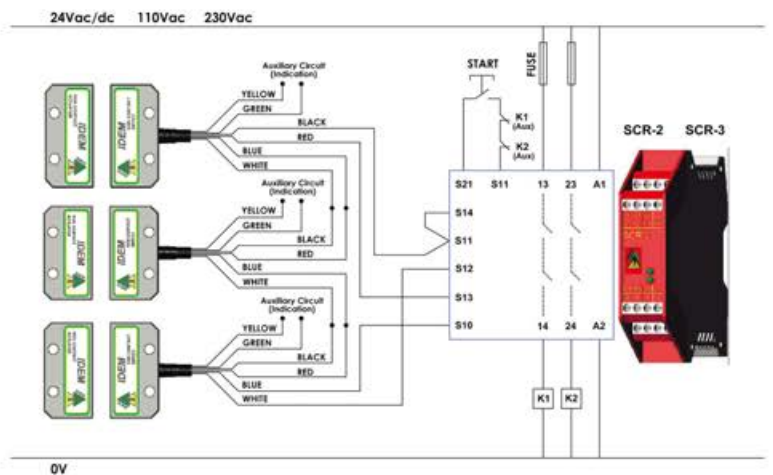 24Vac/dc 110Vac 230Vac
Auxiliary Circuit
(Indication)
YELLOW
GREEN
BLACK
RED
BLUE
WHITE
IDEM
IDEM
Auxiliary Circuit
(Indication)
YELLOW
GREEN
BLACK
RED
BLUE
WHITE
IDEM
IDEM
Auxiliary Circuit
(Indication)
YELLOW
GREEN
BLACK
RED
BLUE
WHITE
IDEM
IDEM
START
FUSE
K1
(Aux)
K2
(Aux)
SCR-2 SCR-3
S21 S11 13 23 A1
S14
S11
S12
S13
S10
14 24 A2
K1 K2
SCR
0V